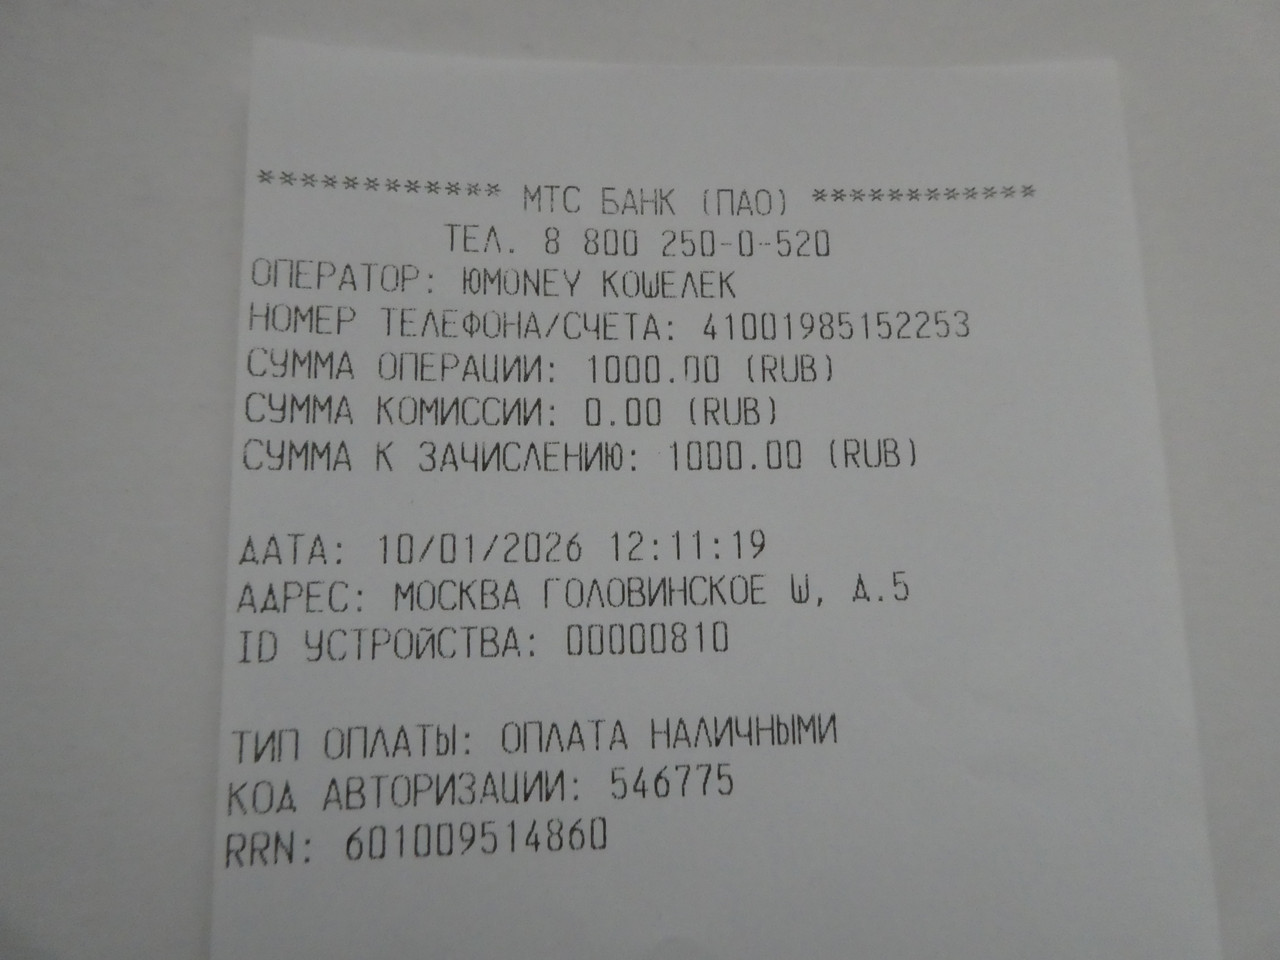 ************ МТС БАНК (ПАО) ************
ТЕЛ. 8 800 250-0-520
ОПЕРАТОР: ЮMONEY КОШЕЛЕК
НОМЕР ТЕЛЕФОНА/СЧЕТА: 41001985152253
СУММА ОПЕРАЦИИ: 1000.00 (RUB)
СУММА КОМИССИИ: 0.00 (RUB)
СУММА К ЗАЧИСЛЕНИЮ: 1000.00 (RUB)
ДАТА: 10/01/2026 12:11:19
АДРЕС: МОСКВА ГОЛОВИНСКОЕ Ш, Д.5
ID УСТРОЙСТВА: 00000810
ТИП ОПЛАТЫ: ОПЛАТА НАЛИЧНЫМИ
КОД АВТОРИЗАЦИИ: 546775
RRN: 601009514860